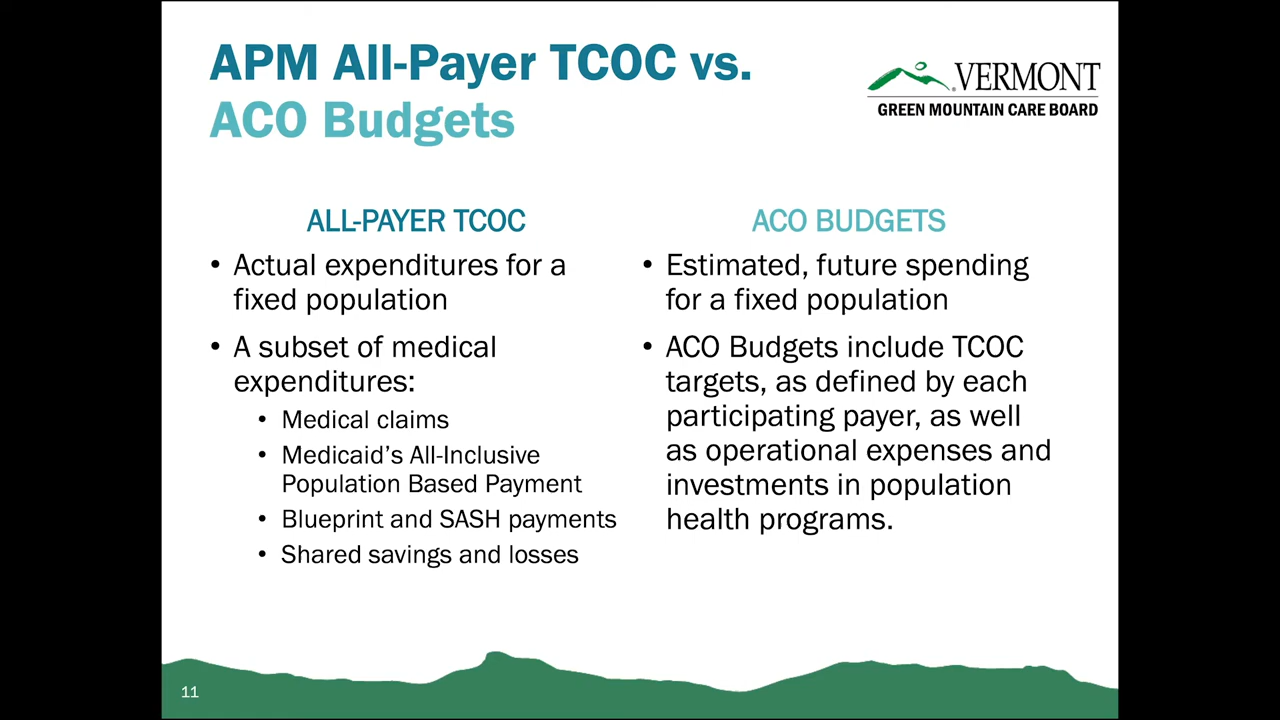 APM All-Payer TCOC vs.
ACO Budgets
VERMONT
GREEN MOUNTAIN CARE BOARD
ALL-PAYER TCOC
• Actual expenditures for a
fixed population
• A subset of medical
expenditures:
• Medical claims
• Medicaid’s All-Inclusive
Population Based Payment
• Blueprint and SASH payments
• Shared savings and losses
ACO BUDGETS
• Estimated, future spending
for a fixed population
• ACO Budgets include TCOC
targets, as defined by each
participating payer, as well
as operational expenses and
investments in population
health programs.
11